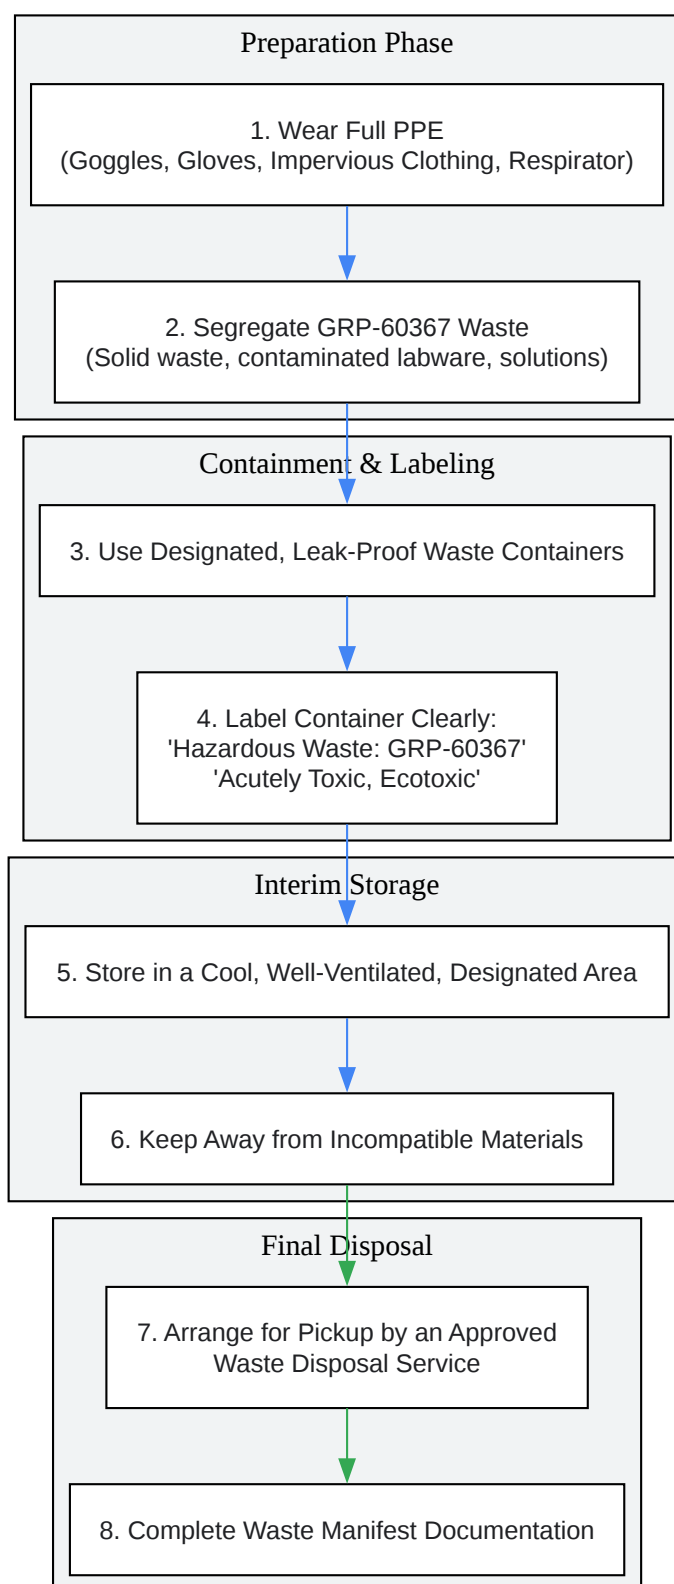 Preparation Phase
1. Wear Full PPE
(Goggles, Gloves, Impervious Clothing, Respirator)
2. Segregate GRP-60367 Waste
(Solid waste, contaminated labware, solutions)
Containment & Labeling
3. Use Designated, Leak-Proof Waste Containers
4. Label Container Clearly:
'Hazardous Waste: GRP-60367'
'Acutely Toxic, Ecotoxic'
Interim Storage
5. Store in a Cool, Well-Ventilated, Designated Area
6. Keep Away from Incompatible Materials
Final Disposal
7. Arrange for Pickup by an Approved
Waste Disposal Service
8. Complete Waste Manifest Documentation